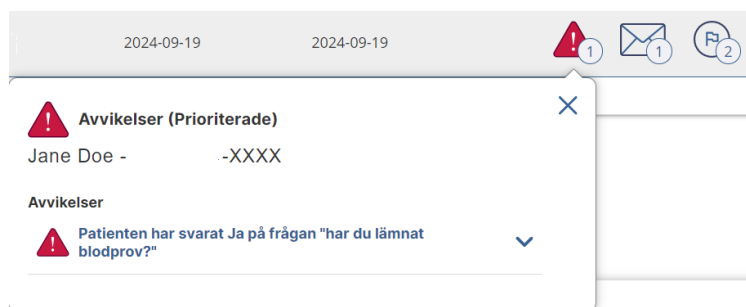 2024-09-19 2024-09-19 1 1 2
Avvikelser (Prioriterade)
Jane Doe - -XXXX
Avvikelser
Patienten har svarat Ja på frågan "har du lämnat
blodprov?"